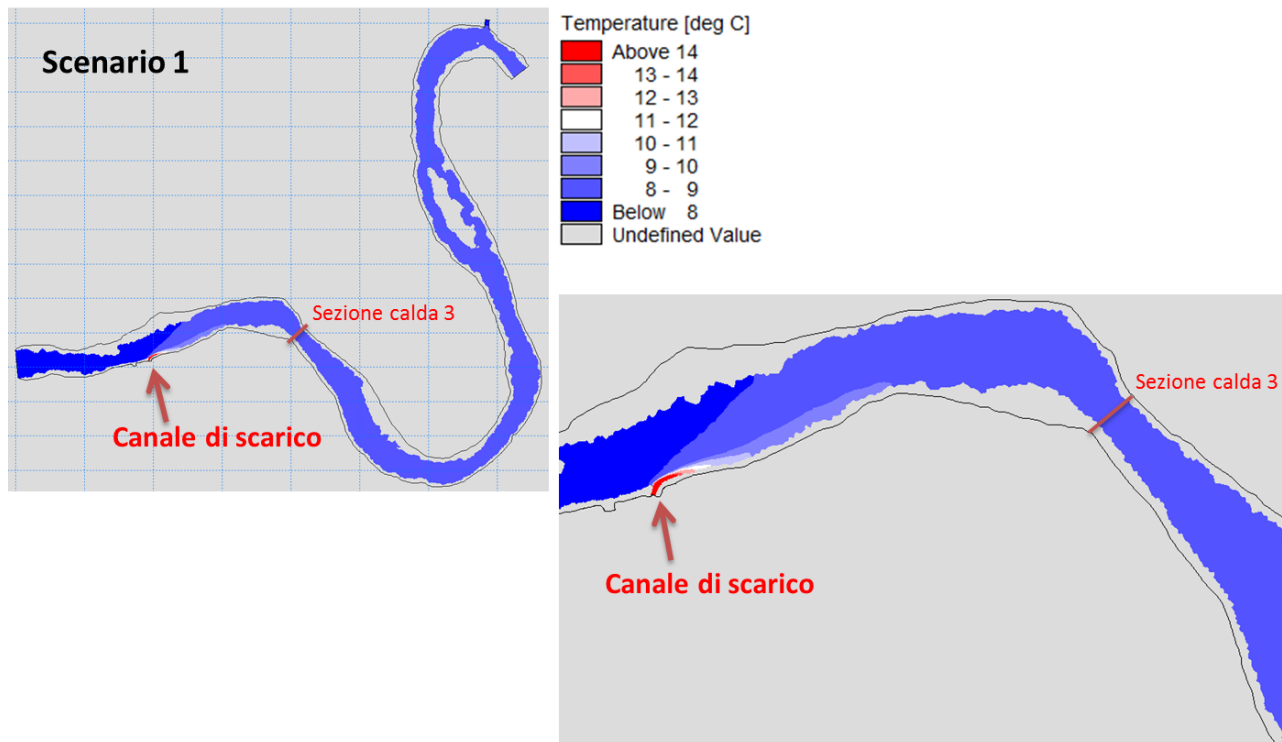 Scenario 1
Sezione calda 3
Canale di scarico
Temperature [deg C]
Above 14
13 - 14
12 - 13
11 - 12
10 - 11
9 - 10
8 - 9
Below 8
Undefined Value
Sezione calda 3
Canale di scarico